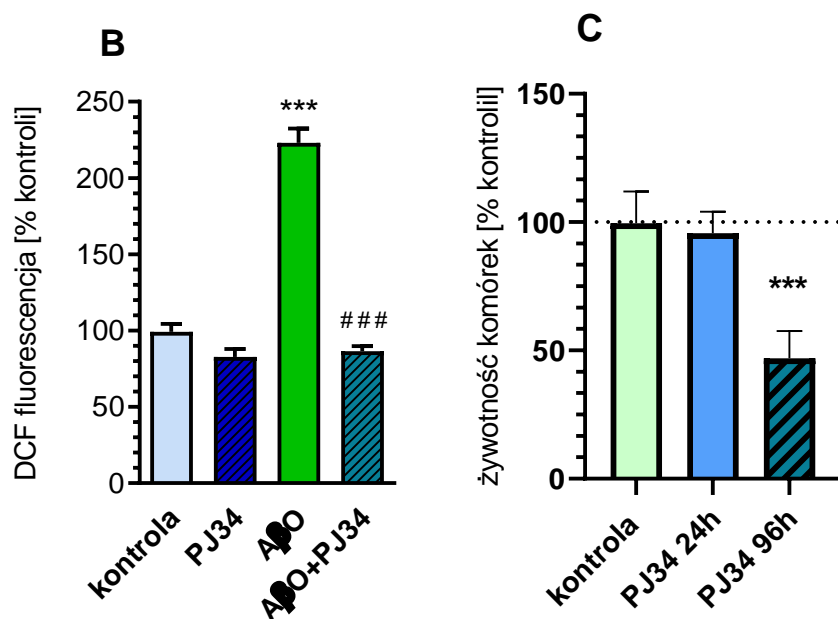 B
DCF fluorescencja [% kontroli]
250
200
150
100
50
0
***
###
kontrola
PJ34
AβO
AβO+PJ34
C
żywotność komórek [% kontrolil]
150
100
50
0
***
kontrola
PJ34 24h
PJ34 96h